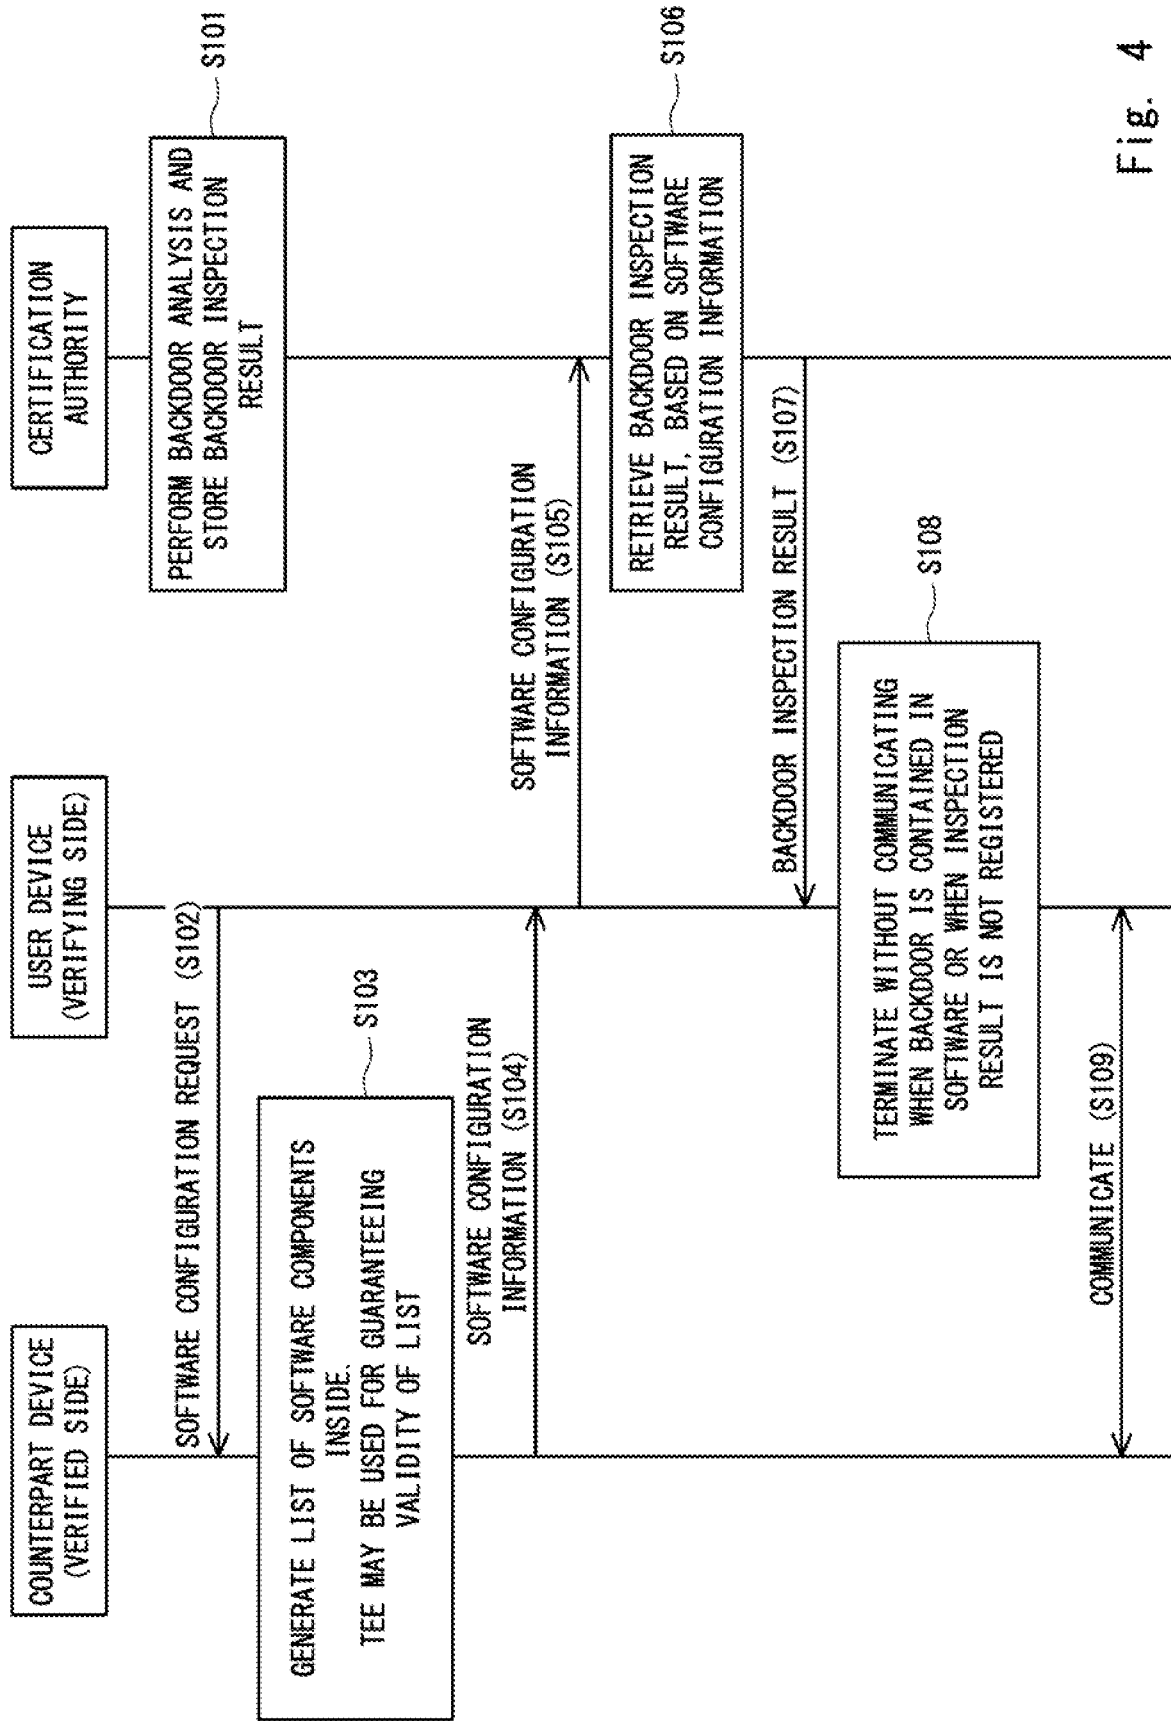 COUNTERPART DEVICE
(VERIFIED SIDE)
USER DEVICE
(VERIFYING SIDE)
CERTIFICATION
AUTHORITY
PERFORM BACKDOOR ANALYSIS AND
STORE BACKDOOR INSPECTION
RESULT
S101
SOFTWARE CONFIGURATION REQUEST (S102)
GENERATE LIST OF SOFTWARE COMPONENTS
INSIDE.
TEE MAY BE USED FOR GUARANTEEING
VALIDITY OF LIST
S103
SOFTWARE CONFIGURATION
INFORMATION (S104)
SOFTWARE CONFIGURATION
INFORMATION (S105)
RETRIEVE BACKDOOR INSPECTION
RESULT, BASED ON SOFTWARE
CONFIGURATION INFORMATION
S106
BACKDOOR INSPECTION RESULT (S107)
TERMINATE WITHOUT COMMUNICATING
WHEN BACKDOOR IS CONTAINED IN
SOFTWARE OR WHEN INSPECTION
RESULT IS NOT REGISTERED
S108
COMMUNICATE (S109)
Fig. 4